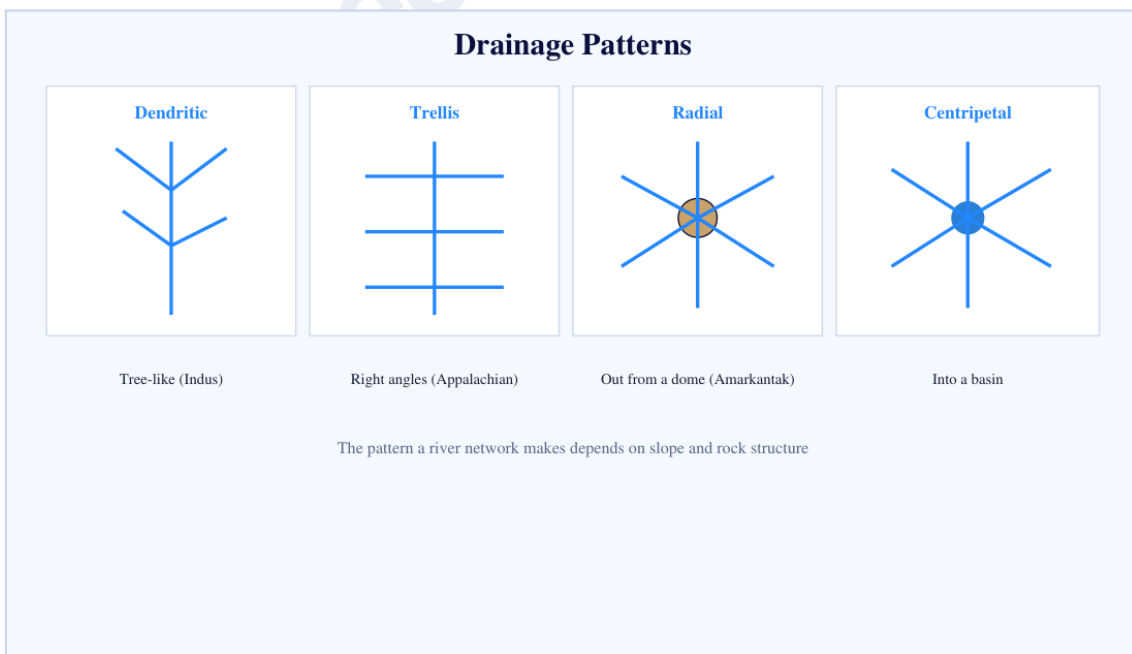 Drainage Patterns
Dendritic
Trellis
Radial
Centripetal
Tree-like (Indus)
Right angles (Appalachian)
Out from a dome (Amarkantak)
Into a basin
The pattern a river network makes depends on slope and rock structure